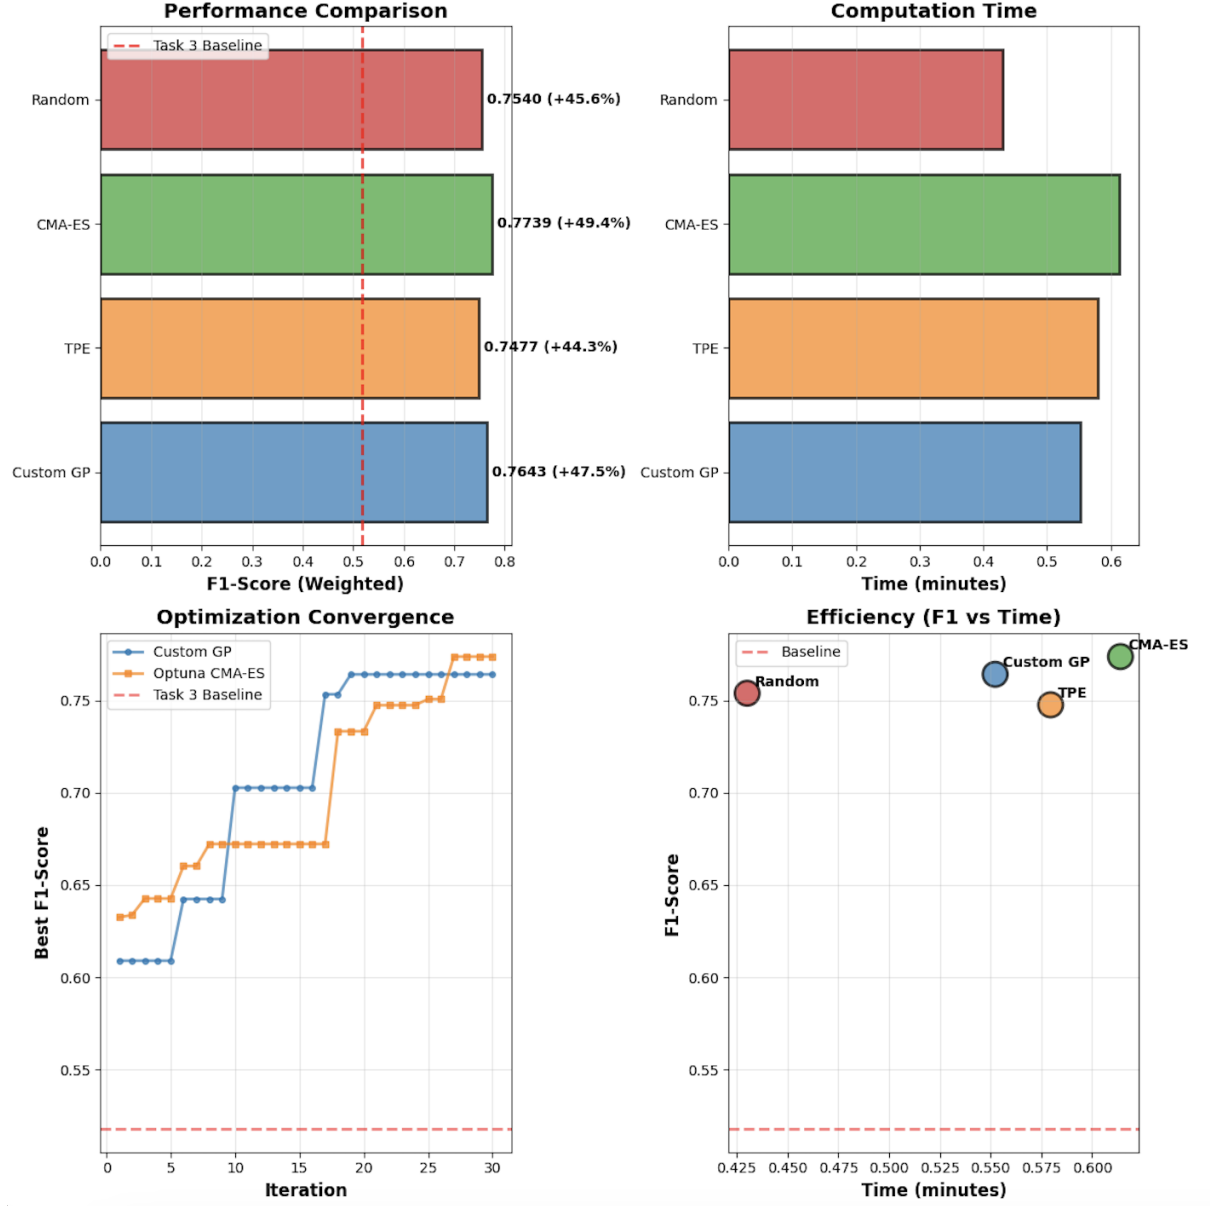 Performance Comparison
Task 3 Baseline
Random
0.7540 (+45.6%)
CMA-ES
0.7739 (+49.4%)
TPE
0.7477 (+44.3%)
Custom GP
0.7643 (+47.5%)
0.0 0.1 0.2 0.3 0.4 0.5 0.6 0.7 0.8
F1-Score (Weighted)
Computation Time
Random
CMA-ES
TPE
Custom GP
0.0 0.1 0.2 0.3 0.4 0.5 0.6
Time (minutes)
Optimization Convergence
Custom GP
Optuna CMA-ES
Task 3 Baseline
0.75
0.70
0.65
0.60
0.55
Best F1-Score
0 5 10 15 20 25 30
Iteration
Efficiency (F1 vs Time)
Baseline
CMA-ES
Custom GP
Random
TPE
0.75
0.70
0.65
0.60
0.55
F1-Score
0.425 0.450 0.475 0.500 0.525 0.550 0.575 0.600
Time (minutes)